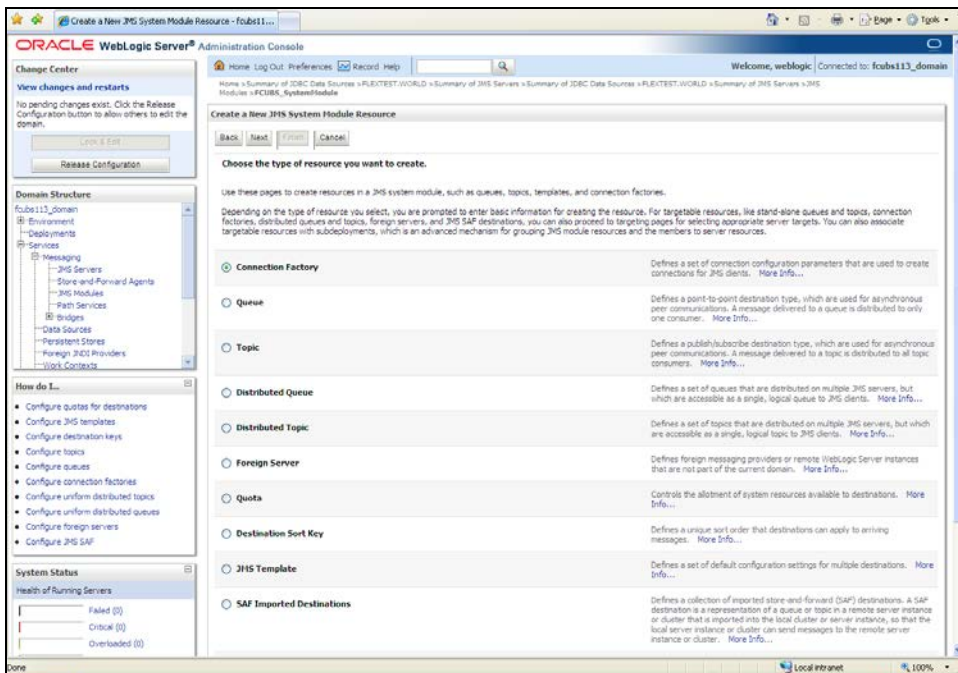 Create a New JMS System Module Resource - fcubs11...
Page
Tools
ORACLE WebLogic Server® Administration Console
Change Center
View changes and restarts
No pending changes exist. Click the Release
Configuration button to allow others to edit the
domain.
Lock & Edit
Release Configuration
Domain Structure
fcubs113_domain
Environment
Deployments
Services
Messaging
JMS Servers
Store-and-Forward Agents
JMS Modules
Path Services
Bridges
Data Sources
Persistent Stores
Foreign JNDI Providers
Work Contexts
How do I...
Configure quotas for destinations
Configure JMS templates
Configure destination keys
Configure topics
Configure queues
Configure connection factories
Configure uniform distributed topics
Configure uniform distributed queues
Configure foreign servers
Configure JMS SAF
System Status
Health of Running Servers
Failed (0)
Critical (0)
Overloaded (0)
Home Log Out Preferences Record Help
Welcome, weblogic Connected to: fcubs113_domain
Home >Summary of JDBC Data Sources >FLEXTEST.WORLD >Summary of JMS Servers >Summary of JDBC Data Sources >FLEXTEST.WORLD >Summary of JMS Servers >JMS
Modules >FCUBS_SystemModule
Create a New JMS System Module Resource
Back Next Finish Cancel
Choose the type of resource you want to create.
Use these pages to create resources in a JMS system module, such as queues, topics, templates, and connection factories.
Depending on the type of resource you select, you are prompted to enter basic information for creating the resource. For targetable resources, like stand-alone queues and topics, connection
factories, distributed queues and topics, foreign servers, and JMS SAF destinations, you can also proceed to targeting pages for selecting appropriate server targets. You can also associate
targetable resources with subdeployments, which is an advanced mechanism for grouping JMS module resources and the members to server resources.
Connection Factory
Defines a set of connection configuration parameters that are used to create
connections for JMS clients. More Info...
Queue
Defines a point-to-point destination type, which are used for asynchronous
peer communications. A message delivered to a queue is distributed to only
one consumer. More Info...
Topic
Defines a publish/subscribe destination type, which are used for asynchronous
peer communications. A message delivered to a topic is distributed to all topic
consumers. More Info...
Distributed Queue
Defines a set of queues that are distributed on multiple JMS servers, but
which are accessible as a single, logical queue to JMS clients. More Info...
Distributed Topic
Defines a set of topics that are distributed on multiple JMS servers, but which
are accessible as a single, logical topic to JMS clients. More Info...
Foreign Server
Defines foreign messaging providers or remote WebLogic Server instances
that are not part of the current domain. More Info...
Quota
Controls the allotment of system resources available to destinations. More
Info...
Destination Sort Key
Defines a unique sort order that destinations can apply to arriving
messages. More Info...
JMS Template
Defines a set of default configuration settings for multiple destinations. More
Info...
SAF Imported Destinations
Defines a collection of imported store-and-forward (SAF) destinations. A SAF
destination is a representation of a queue or topic in a remote server instance
or cluster that is imported into the local cluster or server instance, so that the
local server instance or cluster can send messages to the remote server
instance or cluster. More Info...
Done
Local intranet
100%